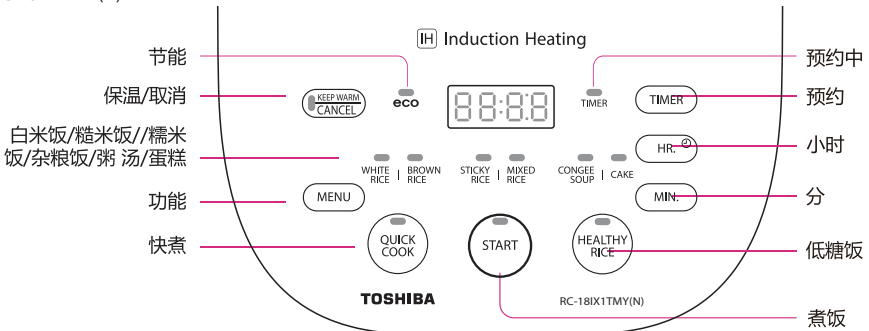 IH Induction Heating
节能
预约中
保温/取消
KEEP WARM
CANCEL
eco
88:88
TIMER
TIMER
预约
白米饭/糙米饭//糯米
饭/杂粮饭/粥 汤/蛋糕
HR.
小时
WHITE RICE | BROWN RICE
STICKY RICE | MIXED RICE
CONGEE SOUP | CAKE
功能
MENU
MIN.
分
快煮
QUICK
COOK
START
HEALTHY
RICE
低糖饭
TOSHIBA
RC-18IX1TMY(N)
煮饭